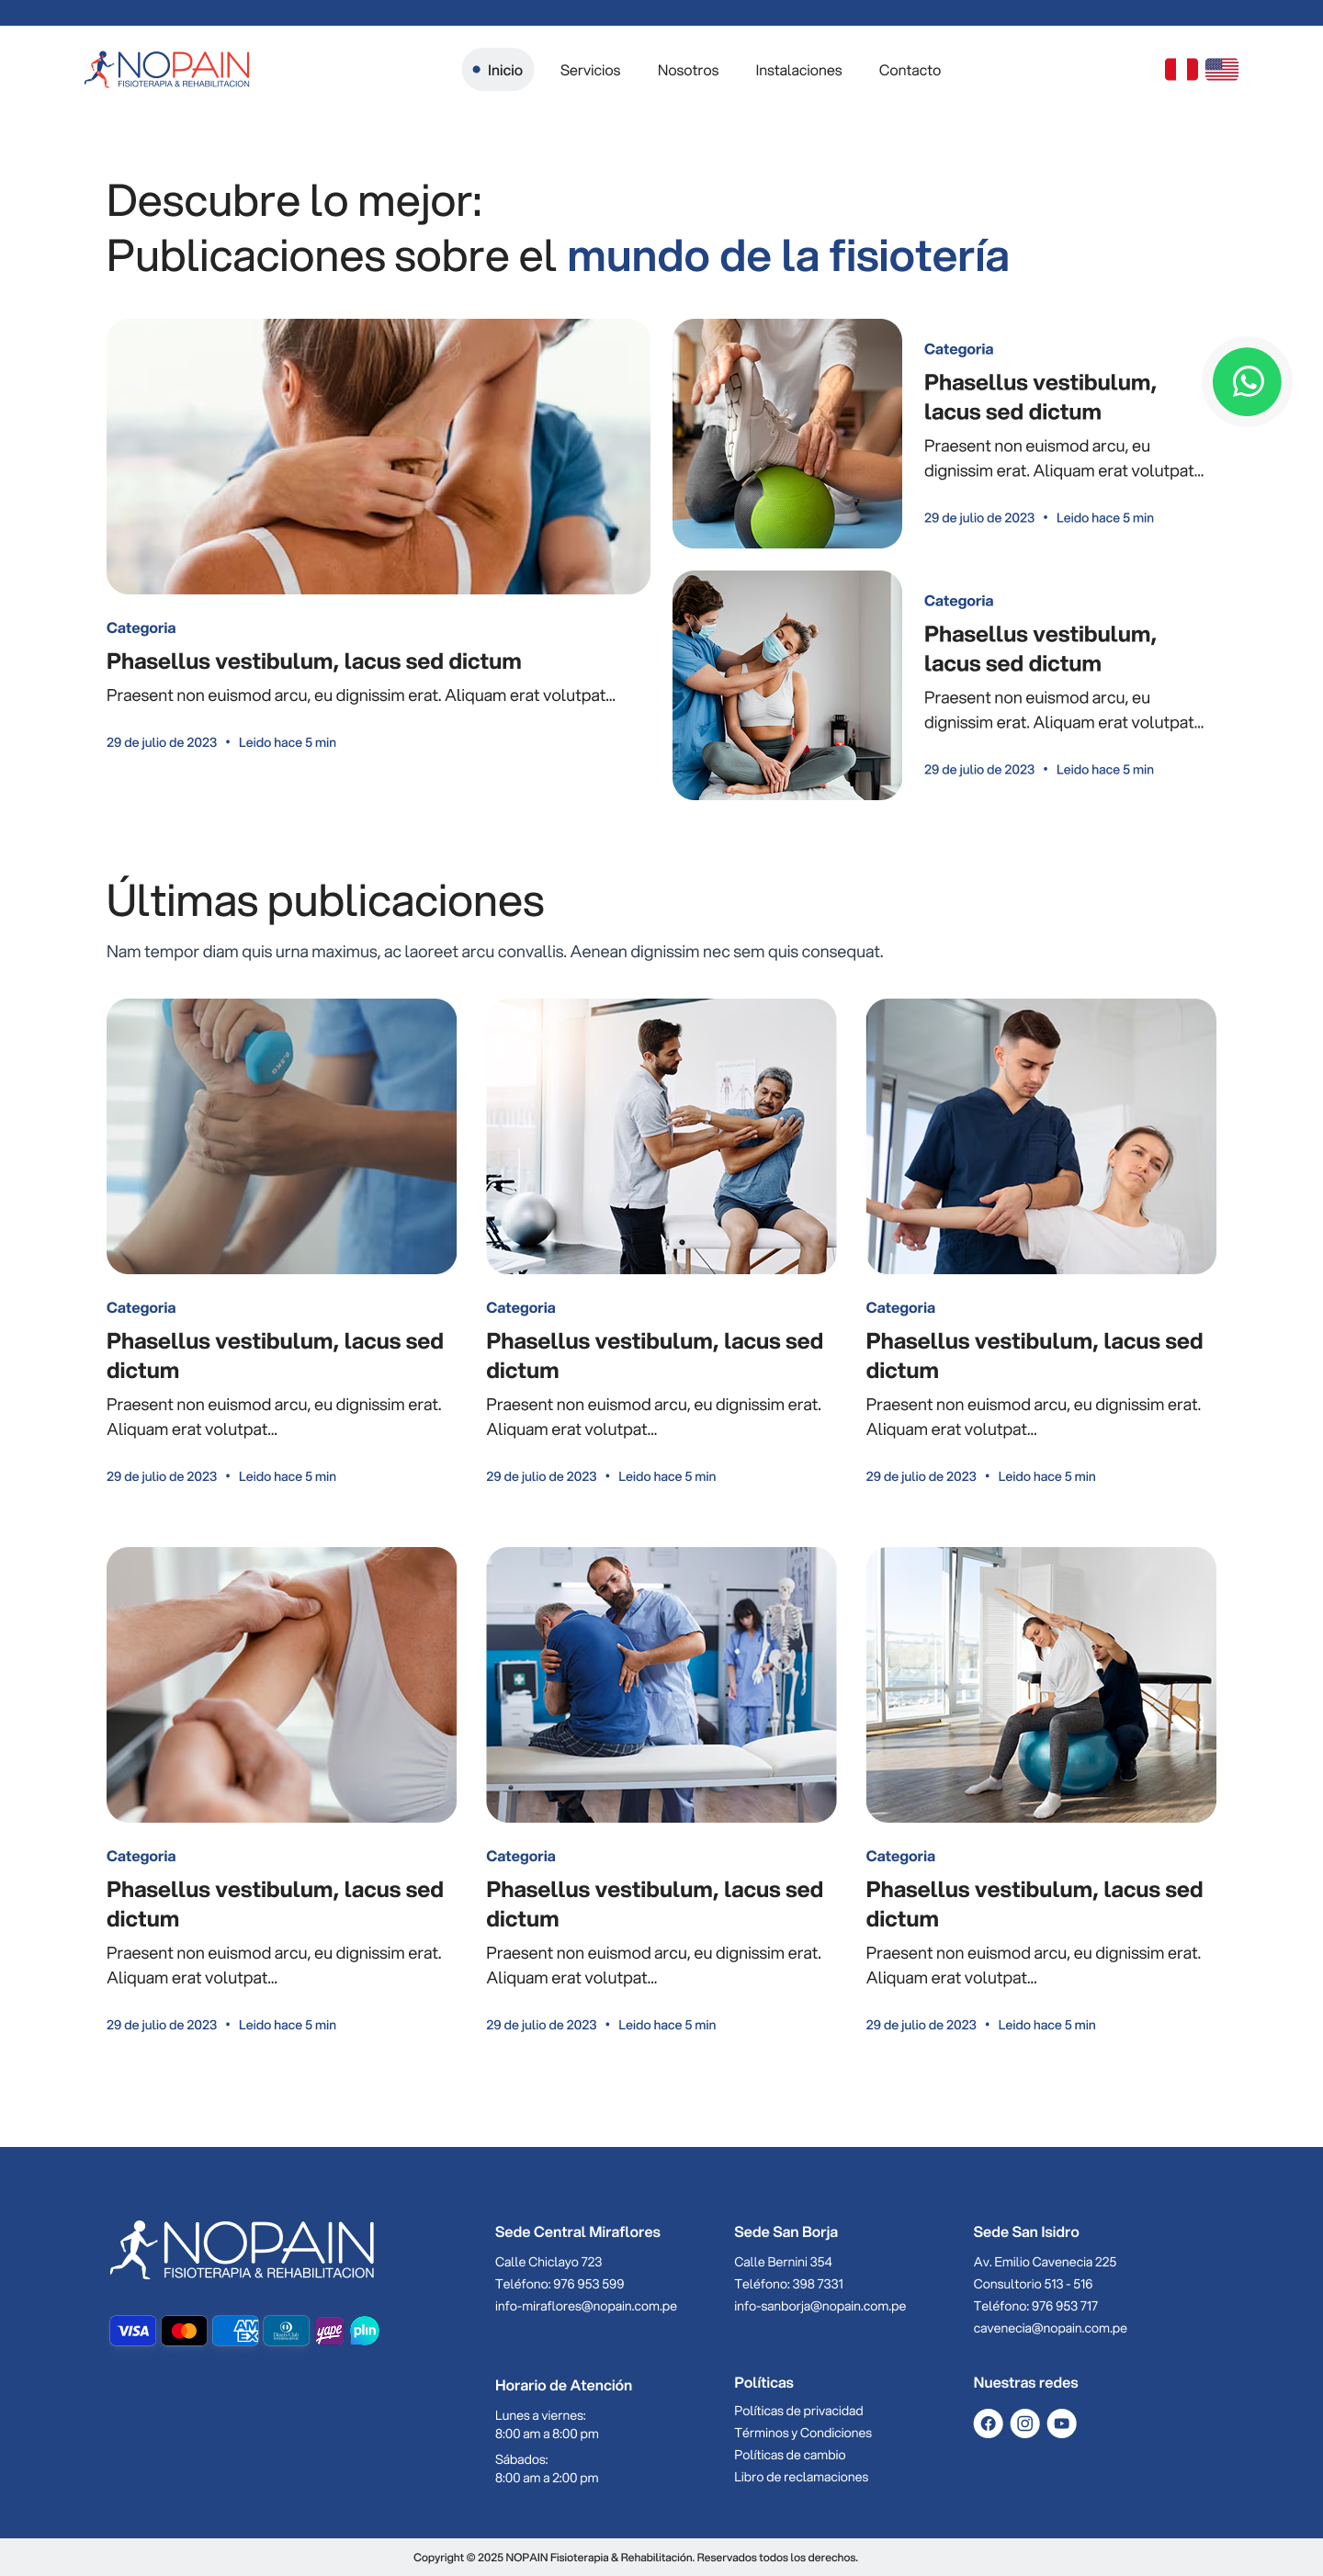 NOPAIN
FISIOTERAPIA & REHABILITACION
Inicio
Servicios
Nosotros
Instalaciones
Contacto
Descubre lo mejor:
Publicaciones sobre el mundo de la fisiotería
Categoria
Phasellus vestibulum, lacus sed dictum
Praesent non euismod arcu, eu dignissim erat. Aliquam erat volutpat...
29 de julio de 2023 • Leido hace 5 min
Categoria
Phasellus vestibulum,
lacus sed dictum
Praesent non euismod arcu, eu
dignissim erat. Aliquam erat volutpat...
29 de julio de 2023 • Leido hace 5 min
Categoria
Phasellus vestibulum,
lacus sed dictum
Praesent non euismod arcu, eu
dignissim erat. Aliquam erat volutpat...
29 de julio de 2023 • Leido hace 5 min
Últimas publicaciones
Nam tempor diam quis urna maximus, ac laoreet arcu convallis. Aenean dignissim nec sem quis consequat.
Categoria
Phasellus vestibulum, lacus sed
dictum
Praesent non euismod arcu, eu dignissim erat.
Aliquam erat volutpat...
29 de julio de 2023 • Leido hace 5 min
Categoria
Phasellus vestibulum, lacus sed
dictum
Praesent non euismod arcu, eu dignissim erat.
Aliquam erat volutpat...
29 de julio de 2023 • Leido hace 5 min
Categoria
Phasellus vestibulum, lacus sed
dictum
Praesent non euismod arcu, eu dignissim erat.
Aliquam erat volutpat...
29 de julio de 2023 • Leido hace 5 min
Categoria
Phasellus vestibulum, lacus sed
dictum
Praesent non euismod arcu, eu dignissim erat.
Aliquam erat volutpat...
29 de julio de 2023 • Leido hace 5 min
Categoria
Phasellus vestibulum, lacus sed
dictum
Praesent non euismod arcu, eu dignissim erat.
Aliquam erat volutpat...
29 de julio de 2023 • Leido hace 5 min
Categoria
Phasellus vestibulum, lacus sed
dictum
Praesent non euismod arcu, eu dignissim erat.
Aliquam erat volutpat...
29 de julio de 2023 • Leido hace 5 min
NOPAIN
FISIOTERAPIA & REHABILITACION
VISA
AM
EX
Diners Club
yape
plin
Sede Central Miraflores
Calle Chiclayo 723
Teléfono: 976 953 599
info-miraflores@nopain.com.pe
Sede San Borja
Calle Bernini 354
Teléfono: 398 7331
info-sanborja@nopain.com.pe
Sede San Isidro
Av. Emilio Cavenecia 225
Consultorio 513 - 516
Teléfono: 976 953 717
cavenecia@nopain.com.pe
Horario de Atención
Lunes a viernes:
8:00 am a 8:00 pm
Sábados:
8:00 am a 2:00 pm
Políticas
Políticas de privacidad
Términos y Condiciones
Políticas de cambio
Libro de reclamaciones
Nuestras redes
Copyright © 2025 NOPAIN Fisioterapia & Rehabilitación. Reservados todos los derechos.